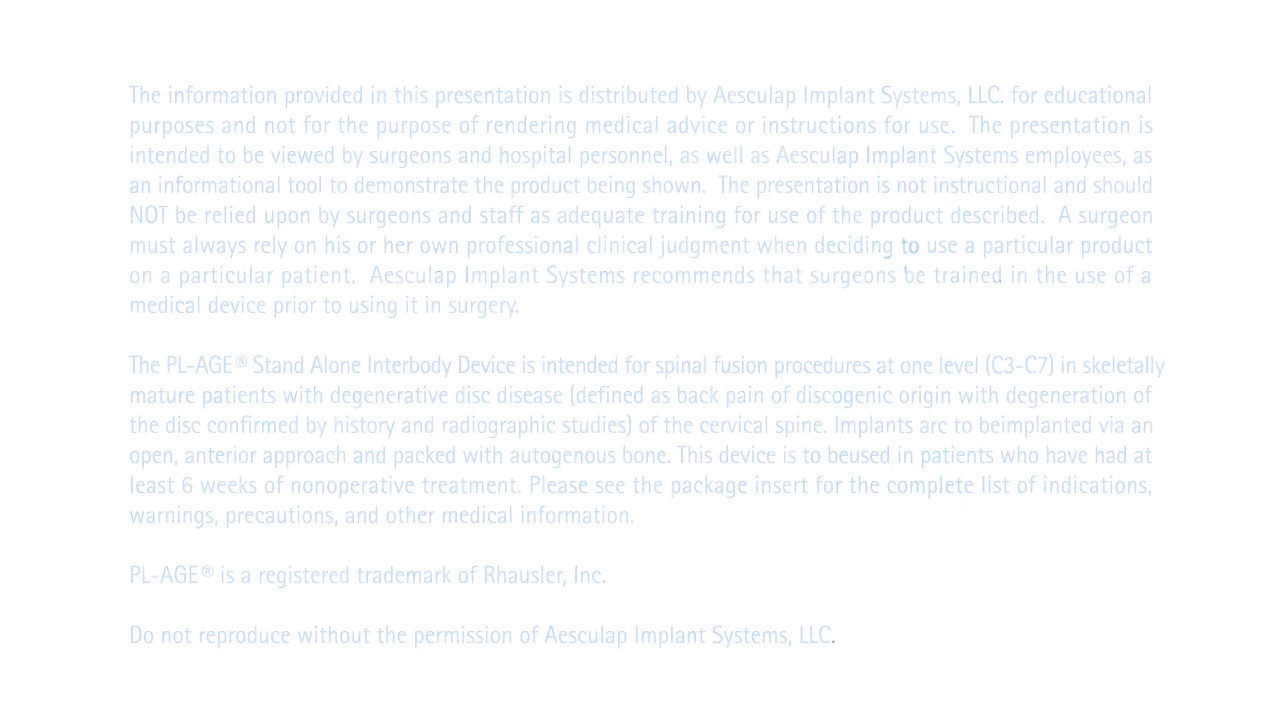 The information provided in this presentation is distributed by Aesculap Implant Systems, LLC. for educational
purposes and not for the purpose of rendering medical advice or instructions for use. The presentation is
intended to be viewed by surgeons and hospital personnel, as well as Aesculap Implant Systems employees, as
an informational tool to demonstrate the product being shown. The presentation is not instructional and should
NOT be relied upon by surgeons and staff as adequate training for use of the product described. A surgeon
must always rely on his or her own professional clinical judgment when deciding to use a particular product
on a particular patient. Aesculap Implant Systems recommends that surgeons be trained in the use of a
medical device prior to using it in surgery.
The PL-AGE® Stand Alone Interbody Device is intended for spinal fusion procedures at one level (C3-C7) in skeletally
mature patients with degenerative disc disease (defined as back pain of discogenic origin with degeneration of
the disc confirmed by history and radiographic studies) of the cervical spine. Implants are to beimplanted via an
open, anterior approach and packed with autogenous bone. This device is to beused in patients who have had at
least 6 weeks of nonoperative treatment. Please see the package insert for the complete list of indications,
warnings, precautions, and other medical information.
PL-AGE® is a registered trademark of Rhausler, Inc.
Do not reproduce without the permission of Aesculap Implant Systems, LLC.